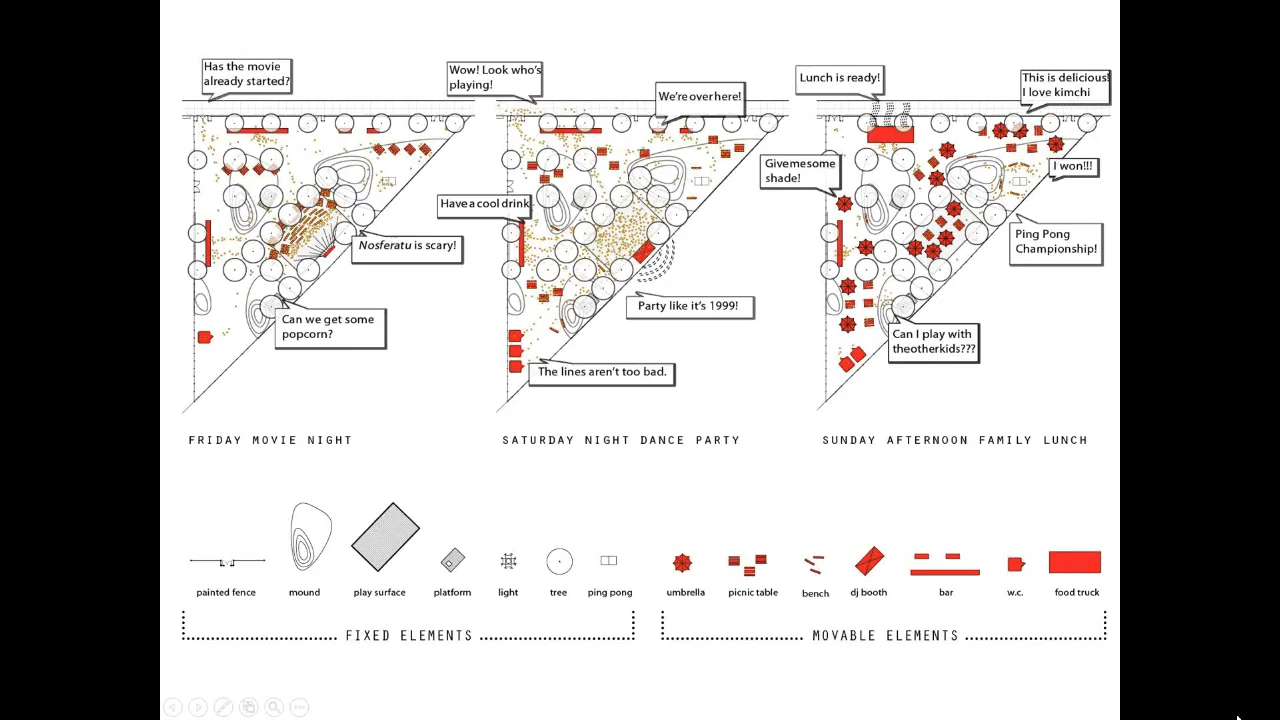 Has the movie
already started?
Wow! Look who's
playing!
We're over here!
Lunch is ready!
This is delicious!
I love kimchi
Givemesome
shade!
I won!!!
Have a cool drink
Nosferatu is scary!
Ping Pong
Championship!
Party like it's 1999!
Can we get some
popcorn?
Can I play with
theotherkids???
The lines aren't too bad.
FRIDAY MOVIE NIGHT
SATURDAY NIGHT DANCE PARTY
SUNDAY AFTERNOON FAMILY LUNCH
painted fence
mound
play surface
platform
light
tree
ping pong
umbrella
picnic table
bench
dj booth
bar
w.c.
food truck
FIXED ELEMENTS
MOVABLE ELEMENTS